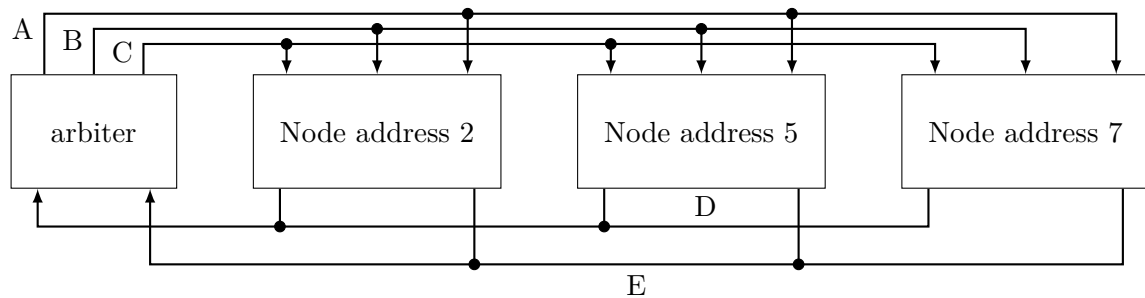 A
B
C
arbiter
Node address 2
Node address 5
Node address 7
D
E